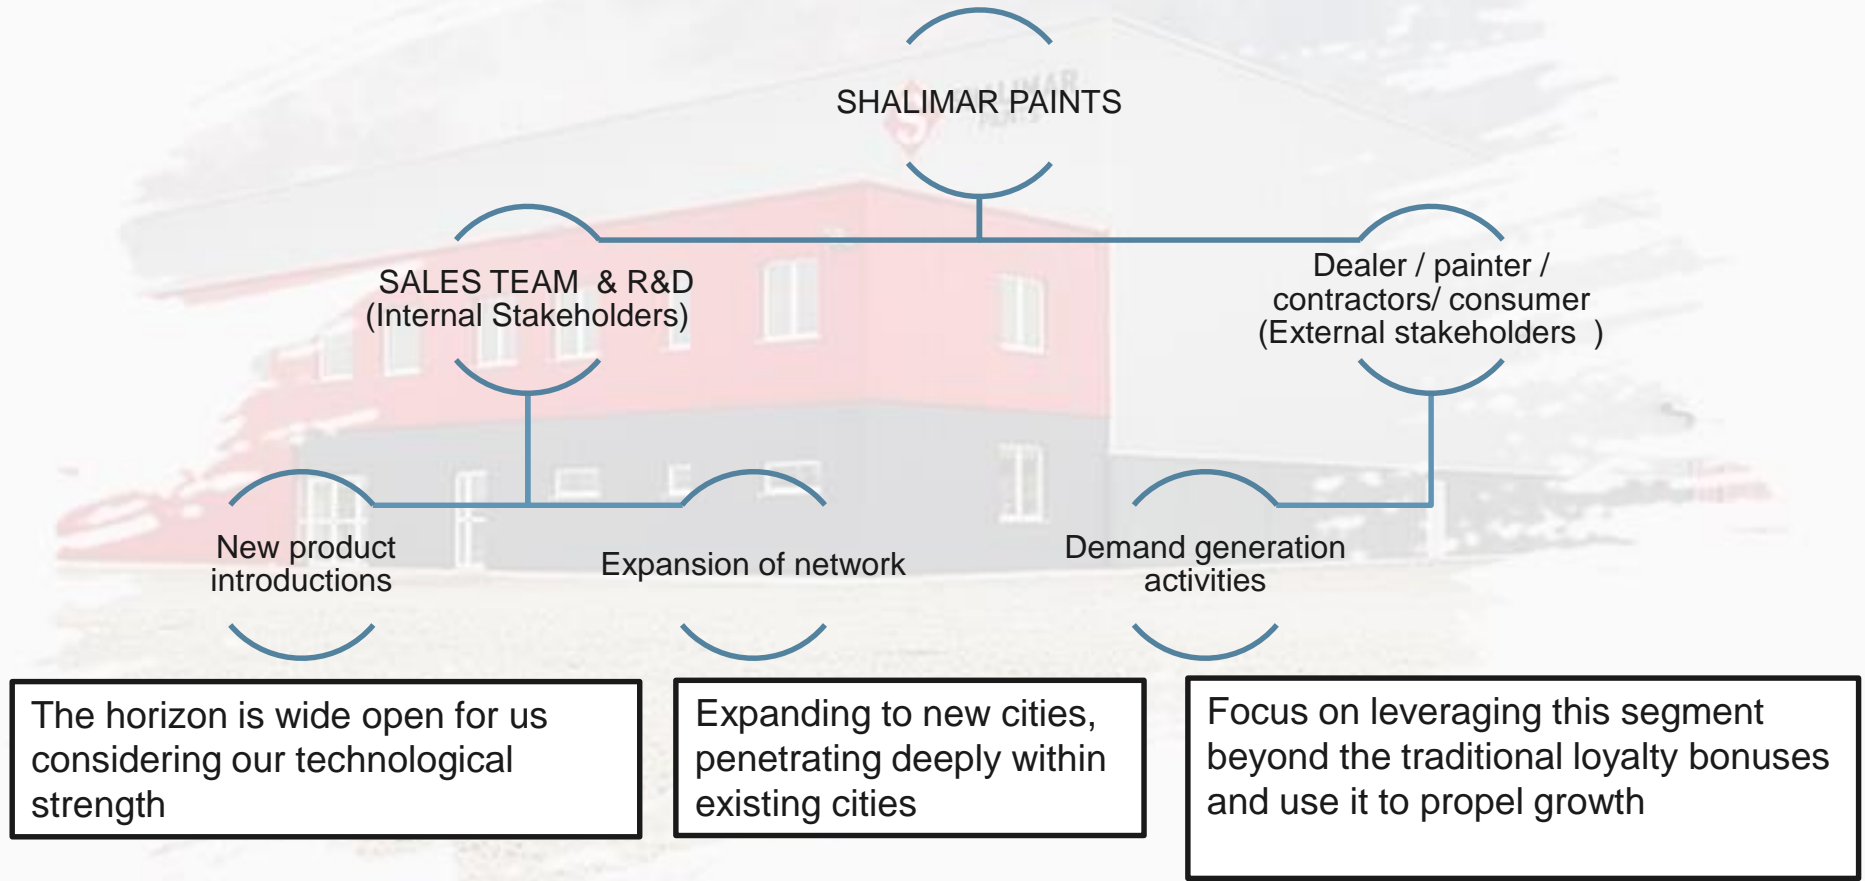 SHALIMAR PAINTS
SALES TEAM & R&D
(Internal Stakeholders)
Dealer / painter /
contractors/ consumer
(External stakeholders )
New product
introductions
Expansion of network
Demand generation
activities
The horizon is wide open for us
considering our technological
strength
Expanding to new cities,
penetrating deeply within
existing cities
Focus on leveraging this segment
beyond the traditional loyalty bonuses
and use it to propel growth